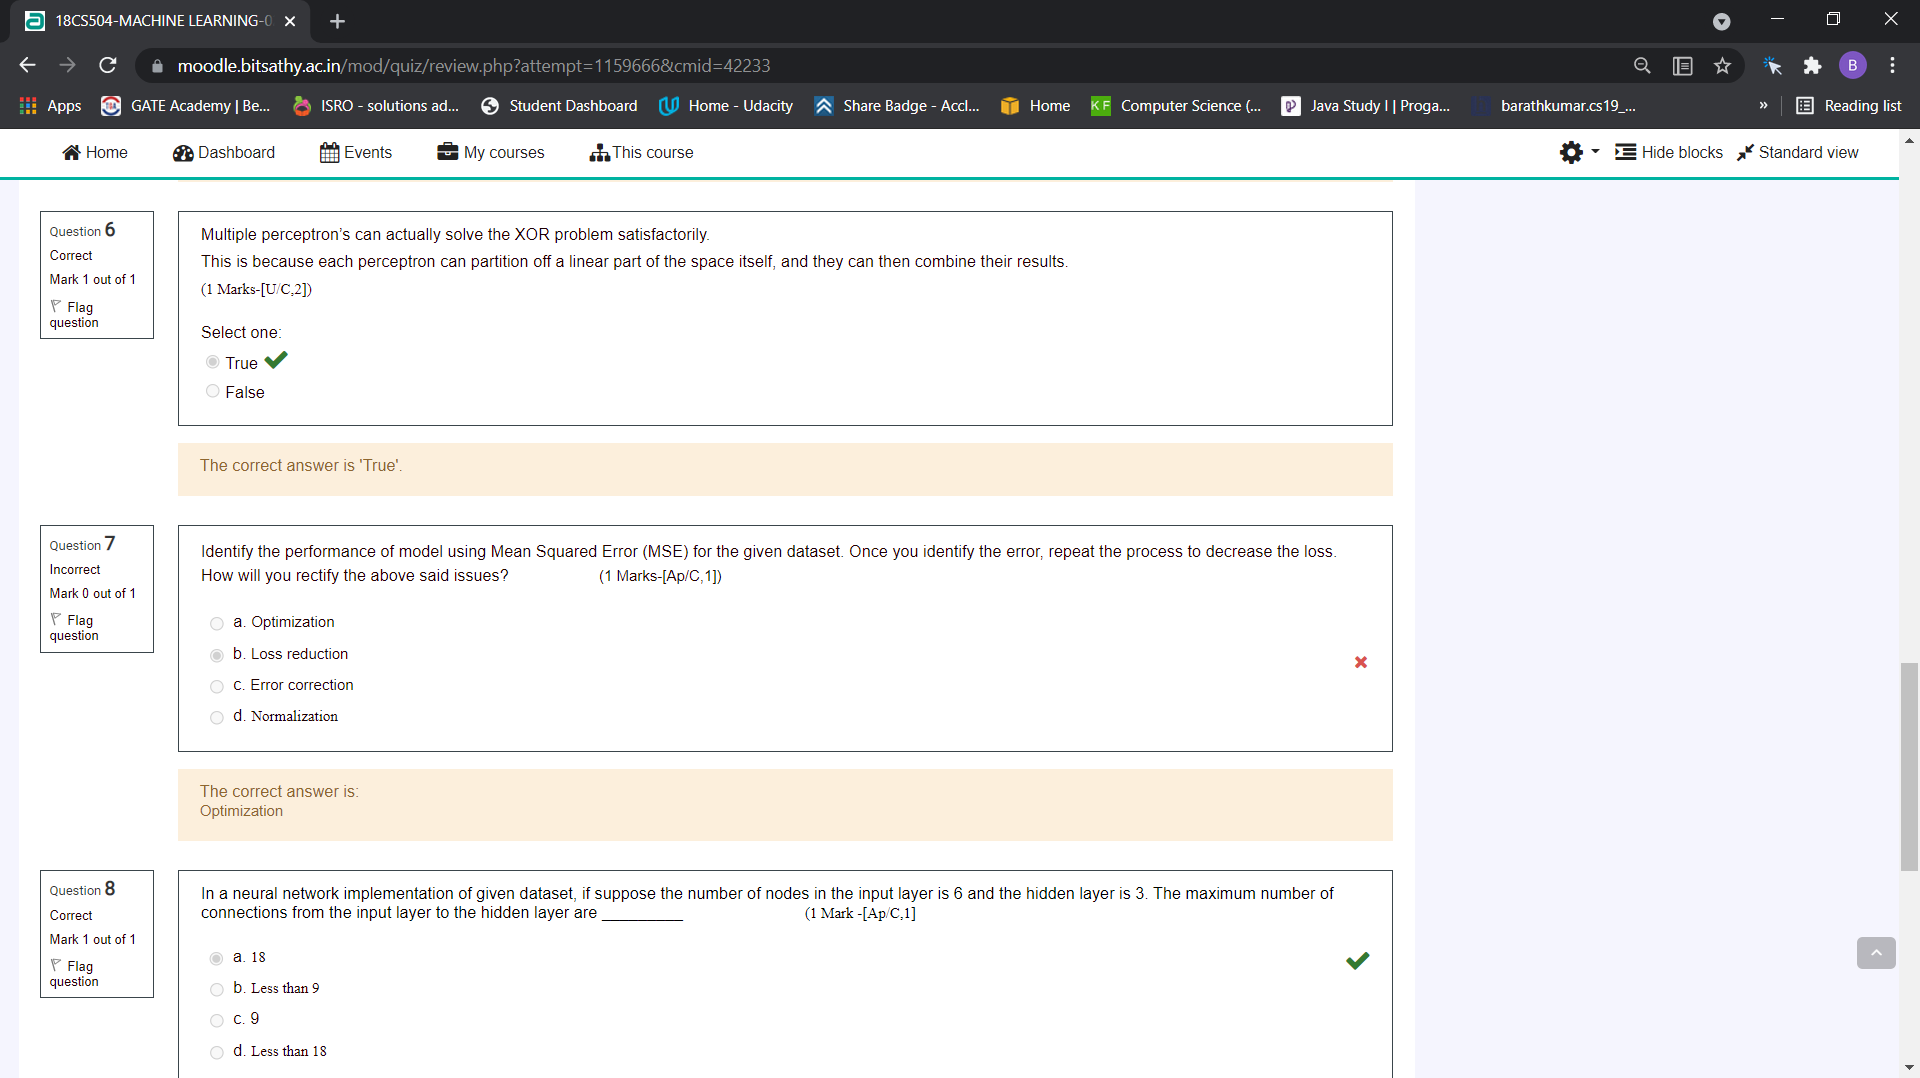 18CS504-MACHINE LEARNING-0
moodle.bitsathy.ac.in/mod/quiz/review.php?attempt=1159666&cmid=42233
B
Apps
GATE Academy | Be...
ISRO - solutions ad...
Student Dashboard
Home - Udacity
Share Badge - Accl...
Home
KF Computer Science (...
Java Study I | Proga...
barathkumar.cs19_...
»
Reading list
Home
Dashboard
Events
My courses
This course
Hide blocks
Standard view
Question 6
Correct
Mark 1 out of 1
Flag
question
Multiple perceptron’s can actually solve the XOR problem satisfactorily.
This is because each perceptron can partition off a linear part of the space itself, and they can then combine their results.
(1 Marks-[U/C,2])
Select one:
True
False
The correct answer is 'True'.
Question 7
Incorrect
Mark 0 out of 1
Flag
question
Identify the performance of model using Mean Squared Error (MSE) for the given dataset. Once you identify the error, repeat the process to decrease the loss.
How will you rectify the above said issues? (1 Marks-[Ap/C,1])
a. Optimization
b. Loss reduction
c. Error correction
d. Normalization
The correct answer is:
Optimization
Question 8
Correct
Mark 1 out of 1
Flag
question
In a neural network implementation of given dataset, if suppose the number of nodes in the input layer is 6 and the hidden layer is 3. The maximum number of
connections from the input layer to the hidden layer are __________ (1 Mark -[Ap/C,1]
a. 18
b. Less than 9
c. 9
d. Less than 18